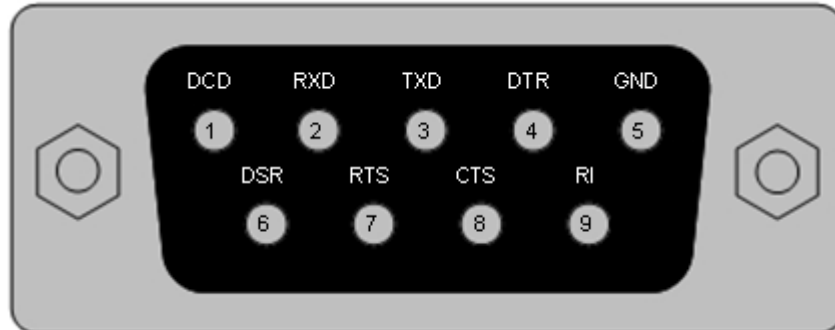 DCD RXD TXD DTR GND
1 2 3 4 5
DSR RTS CTS RI
6 7 8 9